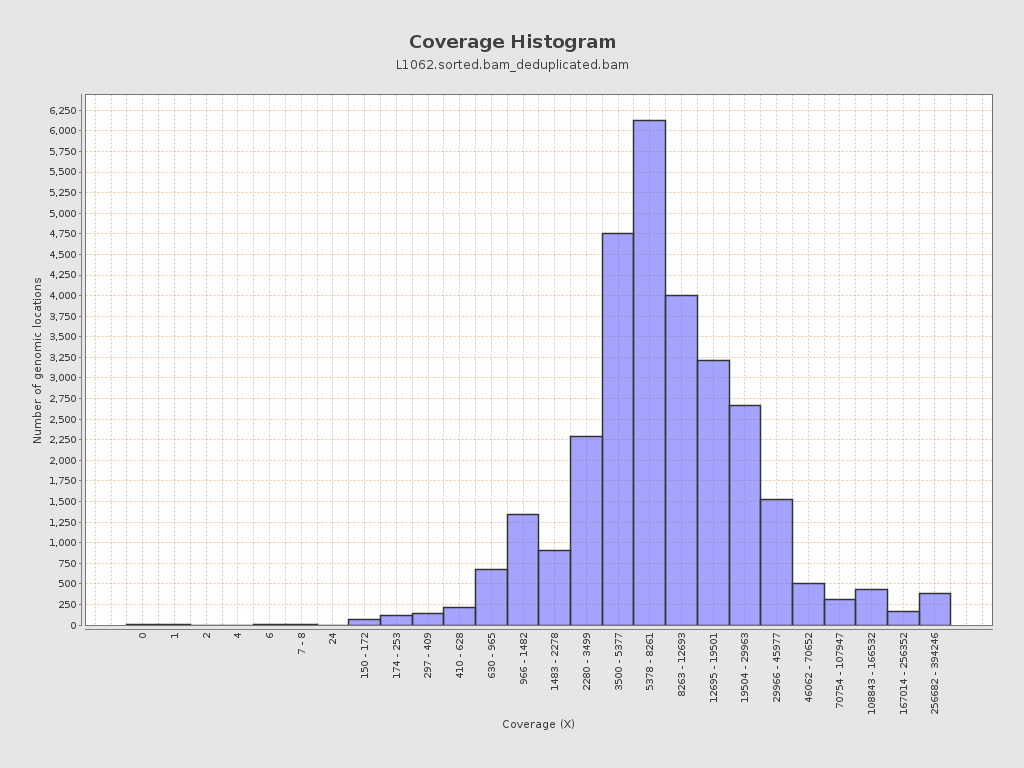 Coverage Histogram
L1062.sorted.bam_deduplicated.bam
Number of genomic locations
6,250
6,000
5,750
5,500
5,250
5,000
4,750
4,500
4,250
4,000
3,750
3,500
3,250
3,000
2,750
2,500
2,250
2,000
1,750
1,500
1,250
1,000
750
500
250
0
0
1
2
4
6
7 - 8
24
150 - 172
174 - 253
297 - 409
410 - 628
630 - 965
966 - 1482
1483 - 2278
2280 - 3499
3500 - 5377
5378 - 8261
8263 - 12693
12695 - 19501
19504 - 29963
29966 - 45977
46062 - 70652
70754 - 107947
108843 - 166532
167014 - 256352
256682 - 394246
Coverage (X)